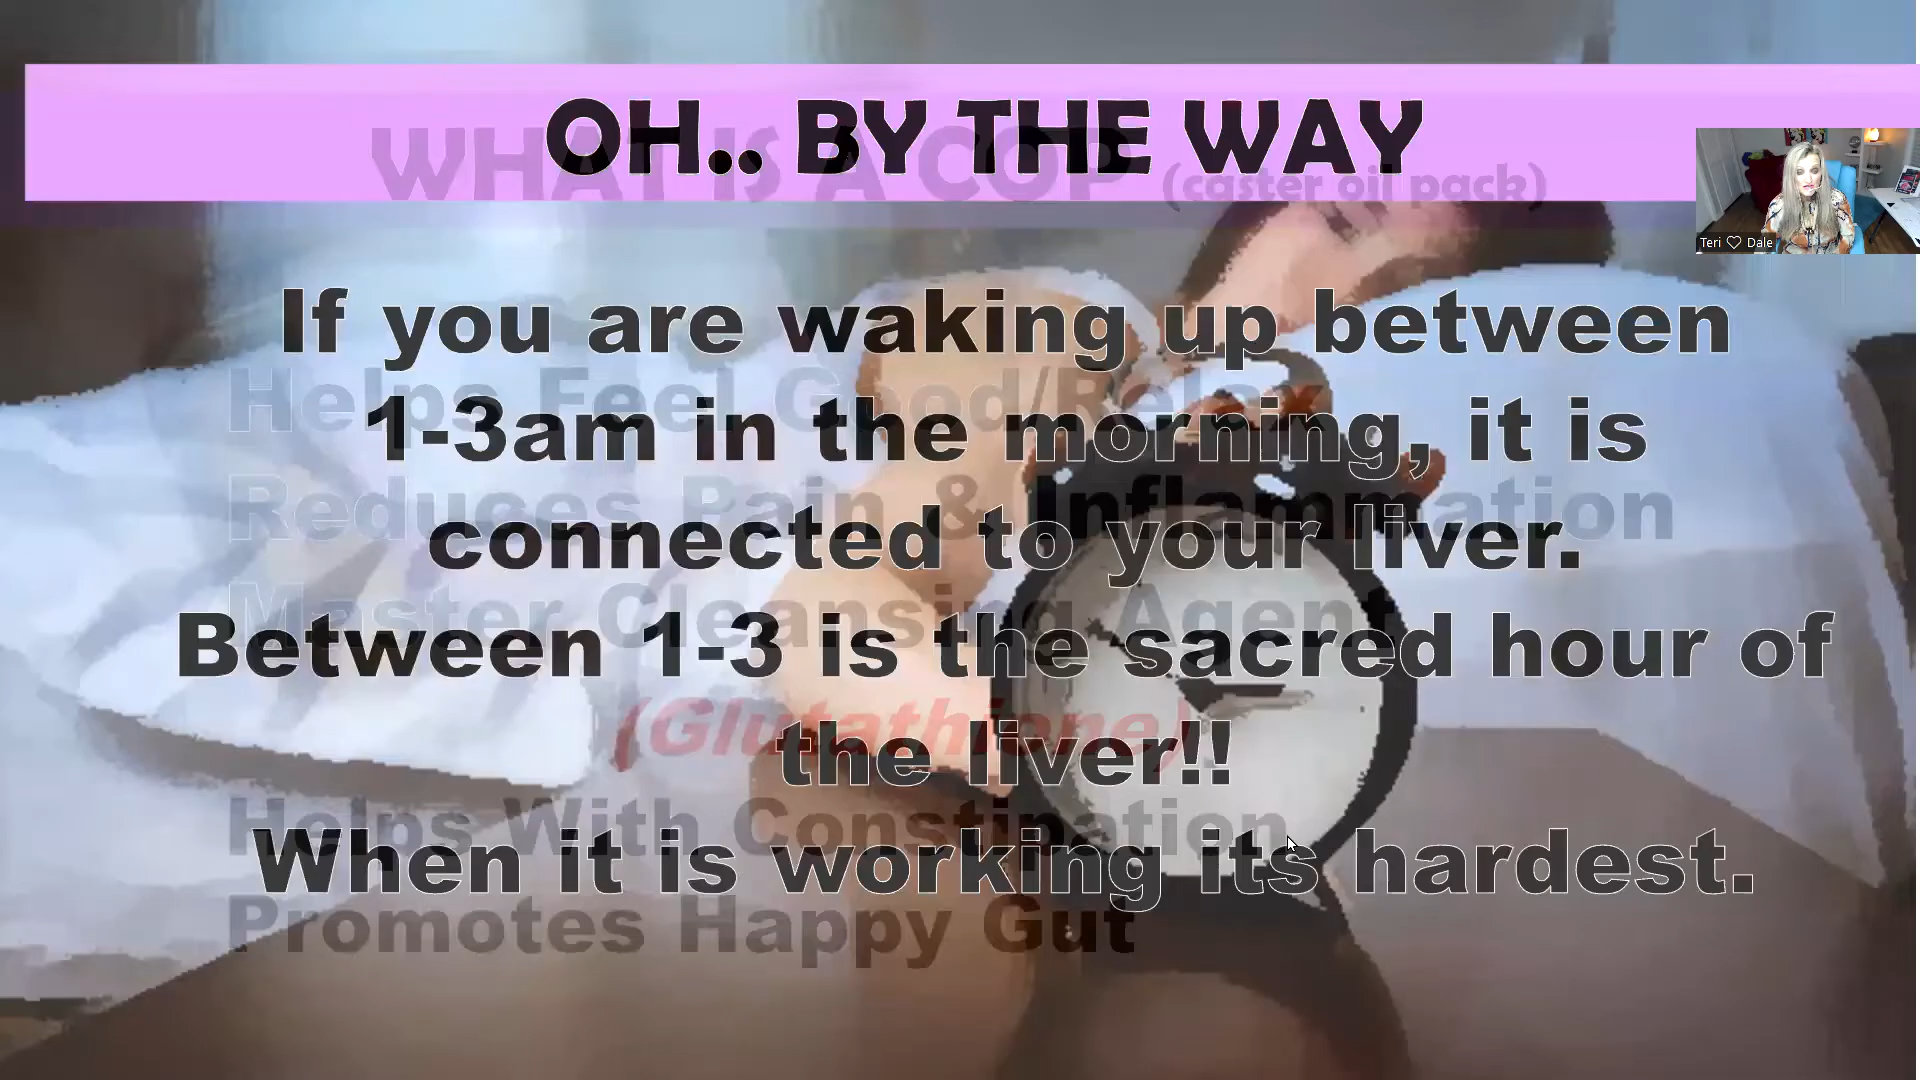 OH.. BY THE WAY
WHAT IS A COP (caster oil pack)
Teri ♡ Dale
If you are waking up between
1-3am in the morning, it is
connected to your liver.
Between 1-3 is the sacred hour of
the liver!!
When it is working its hardest.
Helps Feel Good/Relax
Reduces Pain & Inflammation
Master Cleansing Agent
(Glutathione)
Helps With Constipation
Promotes Happy Gut